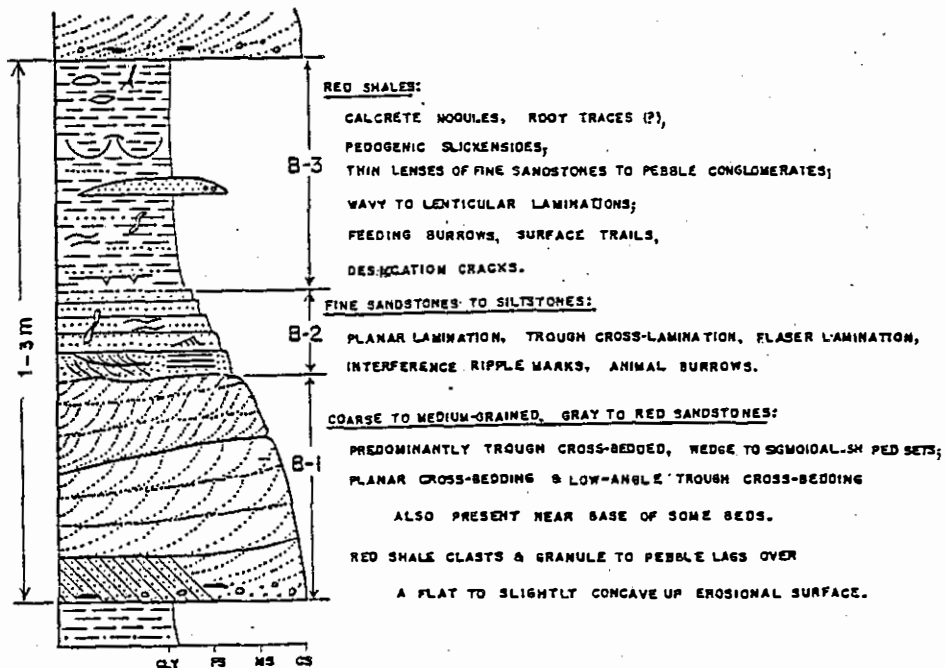 RED SHALES:
CALCRETE NODULES, ROOT TRACES (?),
PEDOGENIC SLICKENSIDES,
THIN LENSES OF FINE SANDSTONES TO PEBBLE CONGLOMERATES;
WAVY TO LENTICULAR LAMINATIONS;
FEEDING BURROWS, SURFACE TRAILS,
DESICCATION CRACKS.
B-3
FINE SANDSTONES TO SILTSTONES:
B-2
PLANAR LAMINATION, TROUGH CROSS-LAMINATION, FLASER LAMINATION,
INTERFERENCE RIPPLE MARKS, ANIMAL BURROWS.
1-3 m
COARSE TO MEDIUM-GRAINED, GRAY TO RED SANDSTONES:
B-1
PREDOMINANTLY TROUGH CROSS-BEDDED, WEDGE TO SIGMOIDAL-SH PED SETS;
PLANAR CROSS-BEDDING & LOW-ANGLE TROUGH CROSS-BEDDING
ALSO PRESENT NEAR BASE OF SOME BEDS.
RED SHALE CLASTS & GRANULE TO PEBBLE LAGS OVER
A FLAT TO SLIGHTLY CONCAVE UP EROSIONAL SURFACE.
CLY FS MS CS